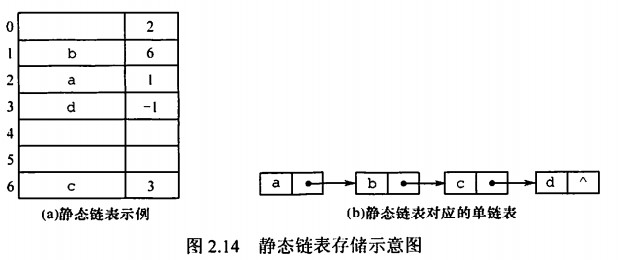 0 2
1 b 6
2 a 1
3 d -1
4
5
6 c 3
a b c d ^
(a)静态链表示例
(b)静态链表对应的单链表
图 2.14 静态链表存储示意图